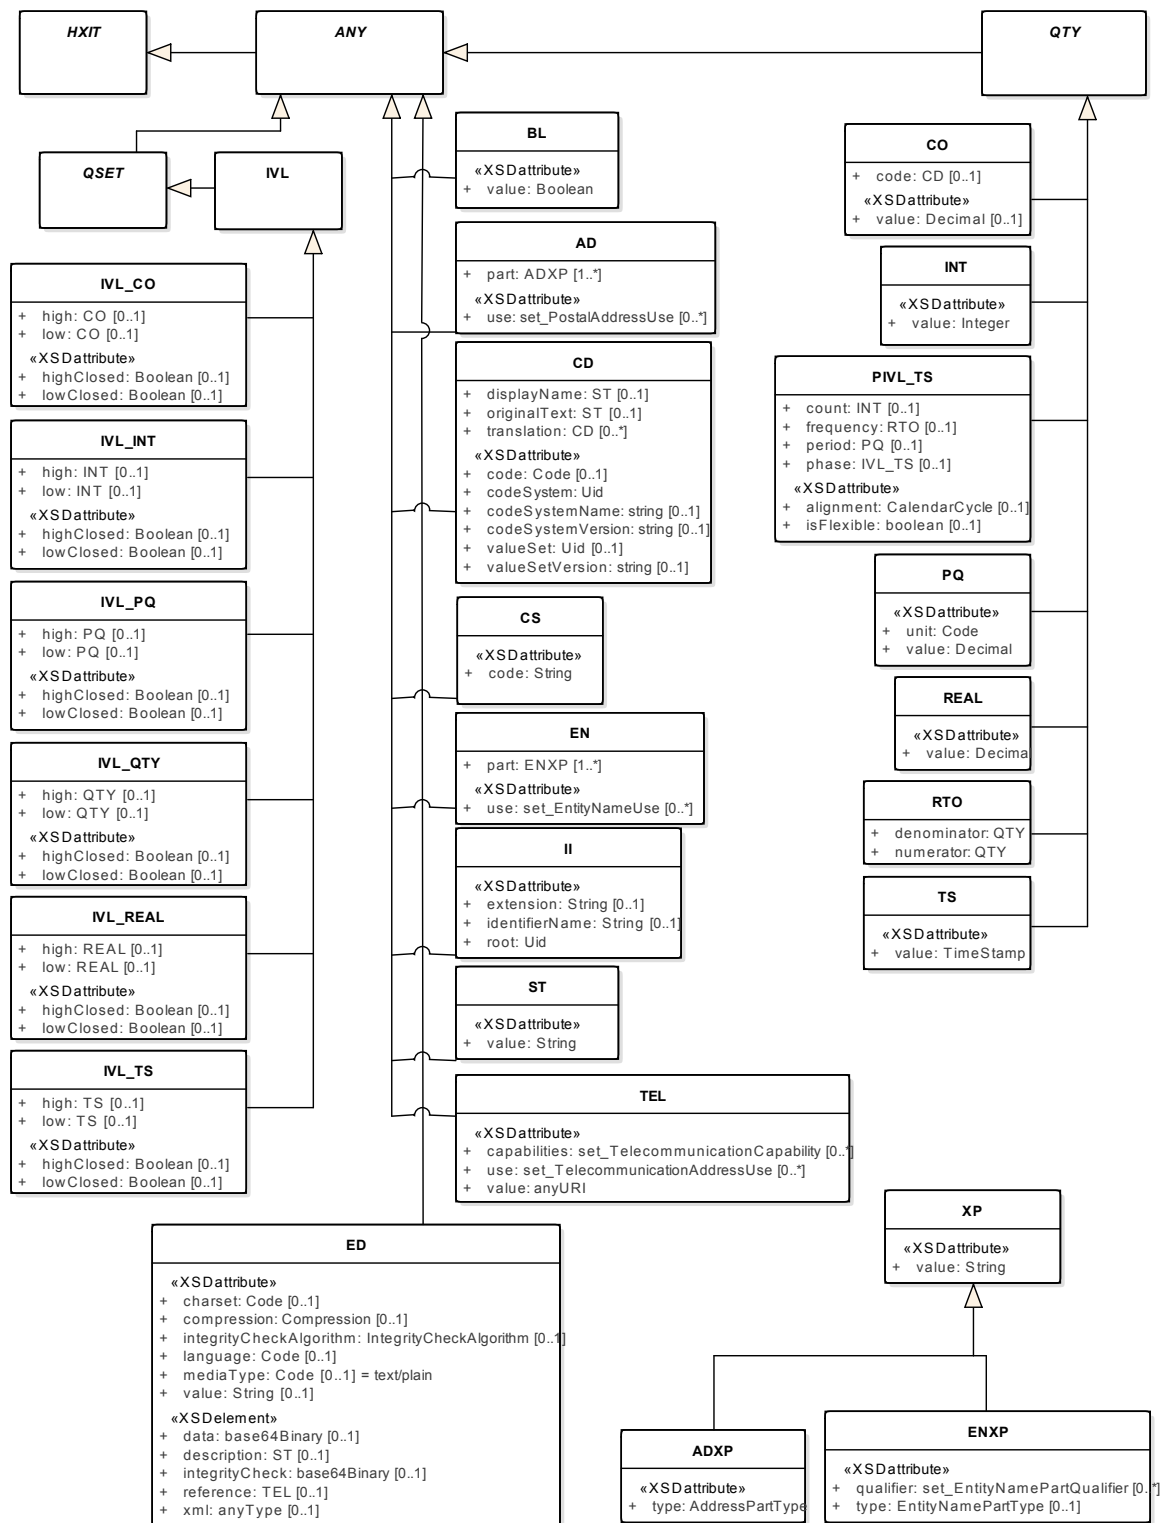 HXIT
ANY
QTY
QSET
IVL
IVL_CO
+ high: CO [0..1]
+ low: CO [0..1]
«XSDattribute»
+ highClosed: Boolean [0..1]
+ lowClosed: Boolean [0..1]
IVL_INT
+ high: INT [0..1]
+ low: INT [0..1]
«XSDattribute»
+ highClosed: Boolean [0..1]
+ lowClosed: Boolean [0..1]
IVL_PQ
+ high: PQ [0..1]
+ low: PQ [0..1]
«XSDattribute»
+ highClosed: Boolean [0..1]
+ lowClosed: Boolean [0..1]
IVL_QTY
+ high: QTY [0..1]
+ low: QTY [0..1]
«XSDattribute»
+ highClosed: Boolean [0..1]
+ lowClosed: Boolean [0..1]
IVL_REAL
+ high: REAL [0..1]
+ low: REAL [0..1]
«XSDattribute»
+ highClosed: Boolean [0..1]
+ lowClosed: Boolean [0..1]
IVL_TS
+ high: TS [0..1]
+ low: TS [0..1]
«XSDattribute»
+ highClosed: Boolean [0..1]
+ lowClosed: Boolean [0..1]
BL
«XSDattribute»
+ value: Boolean
AD
+ part: ADXP [1..*]
«XSDattribute»
+ use: set_PostalAddressUse [0..*]
CD
+ displayName: ST [0..1]
+ originalText: ST [0..1]
+ translation: CD [0..*]
«XSDattribute»
+ code: Code [0..1]
+ codeSystem: Uid
+ codeSystemName: string [0..1]
+ codeSystemVersion: string [0..1]
+ valueSet: Uid [0..1]
+ valueSetVersion: string [0..1]
CS
«XSDattribute»
+ code: String
EN
+ part: ENXP [1..*]
«XSDattribute»
+ use: set_EntityNameUse [0..*]
II
«XSDattribute»
+ extension: String [0..1]
+ identifierName: String [0..1]
+ root: Uid
ST
«XSDattribute»
+ value: String
TEL
«XSDattribute»
+ capabilities: set_TelecommunicationCapability [0..*]
+ use: set_TelecommunicationAddressUse [0..*]
+ value: anyURI
CO
+ code: CD [0..1]
«XSDattribute»
+ value: Decimal [0..1]
INT
«XSDattribute»
+ value: Integer
PIVL_TS
+ count: INT [0..1]
+ frequency: RTO [0..1]
+ period: PQ [0..1]
+ phase: IVL_TS [0..1]
«XSDattribute»
+ alignment: CalendarCycle [0..1]
+ isFlexible: boolean [0..1]
PQ
«XSDattribute»
+ unit: Code
+ value: Decimal
REAL
«XSDattribute»
+ value: Decima
RTO
+ denominator: QTY
+ numerator: QTY
TS
«XSDattribute»
+ value: TimeStamp
ED
«XSDattribute»
+ charset: Code [0..1]
+ compression: Compression [0..1]
+ integrityCheckAlgorithm: IntegrityCheckAlgorithm [0..1]
+ language: Code [0..1]
+ mediaType: Code [0..1] = text/plain
+ value: String [0..1]
«XSDelement»
+ data: base64Binary [0..1]
+ description: ST [0..1]
+ integrityCheck: base64Binary [0..1]
+ reference: TEL [0..1]
+ xml: anyType [0..1]
XP
«XSDattribute»
+ value: String
ADXP
«XSDattribute»
+ type: AddressPartType
ENXP
«XSDattribute»
+ qualifier: set_EntityNamePartQualifier [0..*]
+ type: EntityNamePartType [0..1]